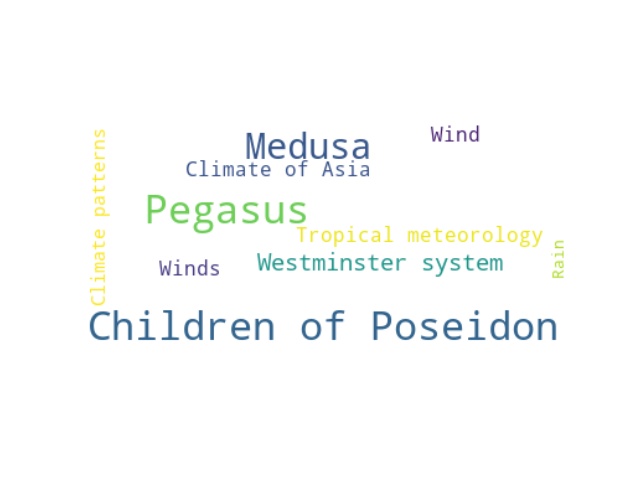 Climate patterns
Medusa
Wind
Climate of Asia
Pegasus
Tropical meteorology
Winds
Westminster system
Rain
Children of Poseidon